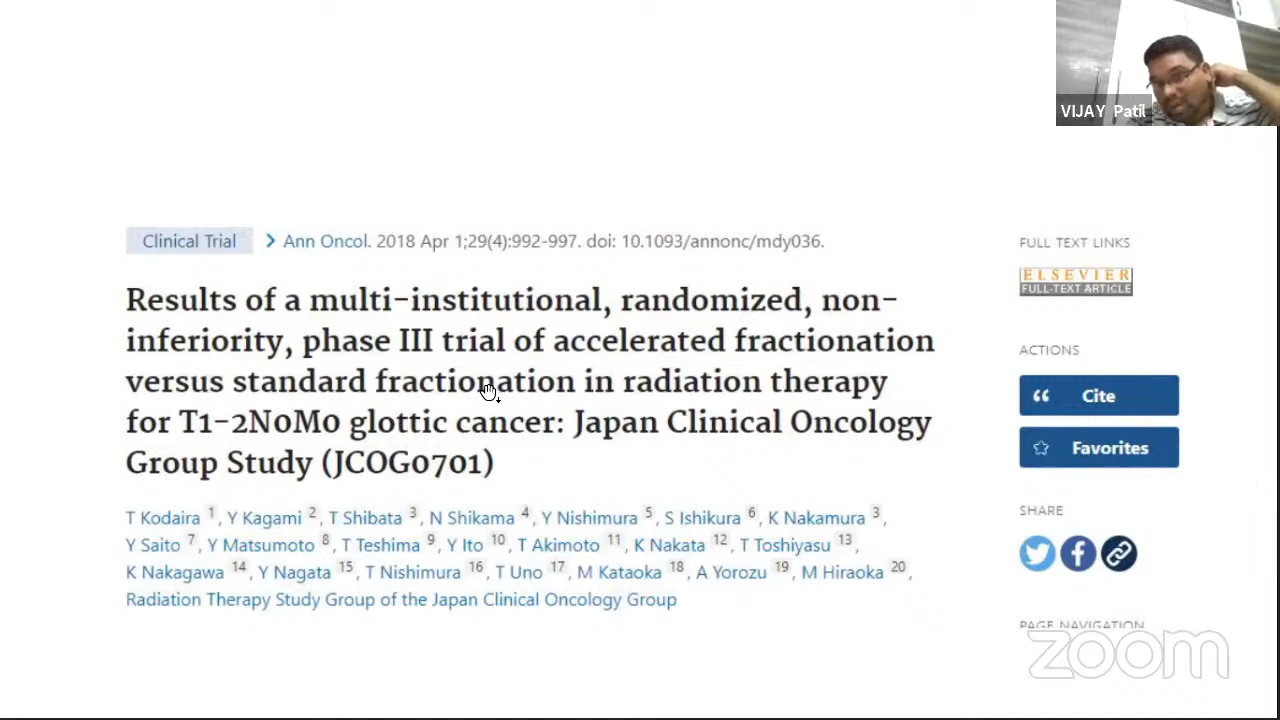 VIJAY Patil
Clinical Trial > Ann Oncol. 2018 Apr 1;29(4):992-997. doi: 10.1093/annonc/mdy036.
Results of a multi-institutional, randomized, non-
inferiority, phase III trial of accelerated fractionation
versus standard fractionation in radiation therapy
for T1-2N0M0 glottic cancer: Japan Clinical Oncology
Group Study (JCOG0701)
T Kodaira 1, Y Kagami 2, T Shibata 3, N Shikama 4, Y Nishimura 5, S Ishikura 6, K Nakamura 3,
Y Saito 7, Y Matsumoto 8, T Teshima 9, Y Ito 10, T Akimoto 11, K Nakata 12, T Toshiyasu 13,
K Nakagawa 14, Y Nagata 15, T Nishimura 16, T Uno 17, M Kataoka 18, A Yorozu 19, M Hiraoka 20,
Radiation Therapy Study Group of the Japan Clinical Oncology Group
FULL TEXT LINKS
ELSEVIER
FULL-TEXT ARTICLE
ACTIONS
Cite
Favorites
SHARE
PAGE NAVIGATION
zoom